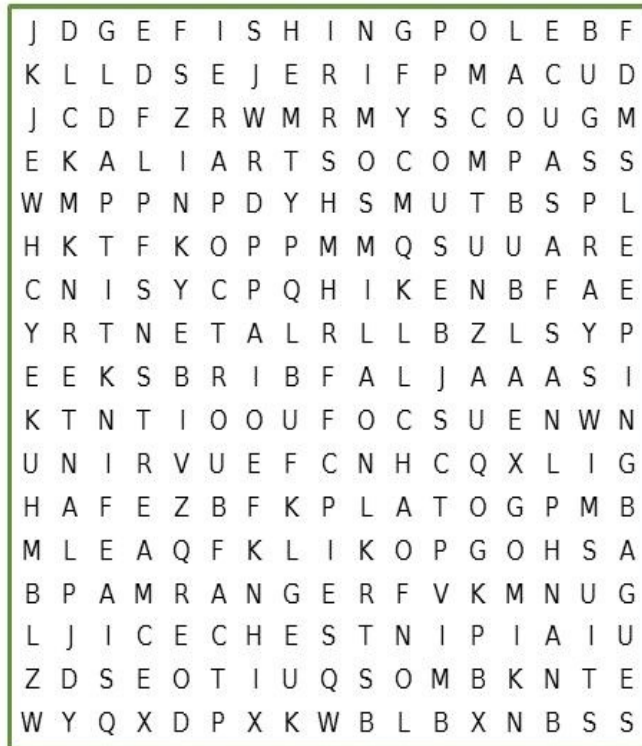 J D G E F I S H I N G P O L E B F
K L L D S E J E R I F P M A C U D
J C D F Z R W M R M Y S C O U G M
E K A L I A R T S O C O M P A S S
W M P P N P D Y H S M U T B S P L
H K T F K O P P M M Q S U U A R E
C N I S Y C P Q H I K E N B F A E
Y R T N E T A L R L L B Z L S Y P
E E K S B R I B F A L J A A A S I
K T N T I O O U F O C S U E N W N
U N I R V U E F C N H C Q X L I G
H A F E Z B F K P L A T O G P M B
M L E A Q F K L I K O P G O H S A
B P A M R A N G E R F V K M N U G
L J I C E C H E S T N I P I A I U
Z D S E O T I U Q S O M B K N T E
W Y Q X D P X K W B L B X N B S S